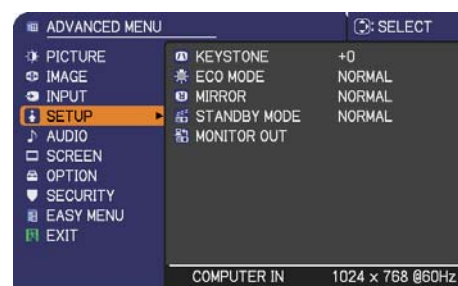 ADVANCED MENU : SELECT
PICTURE
IMAGE
INPUT
SETUP
AUDIO
SCREEN
OPTION
SECURITY
EASY MENU
EXIT
KEYSTONE +0
ECO MODE NORMAL
MIRROR NORMAL
STANDBY MODE NORMAL
MONITOR OUT
COMPUTER IN 1024 x 768 @60Hz